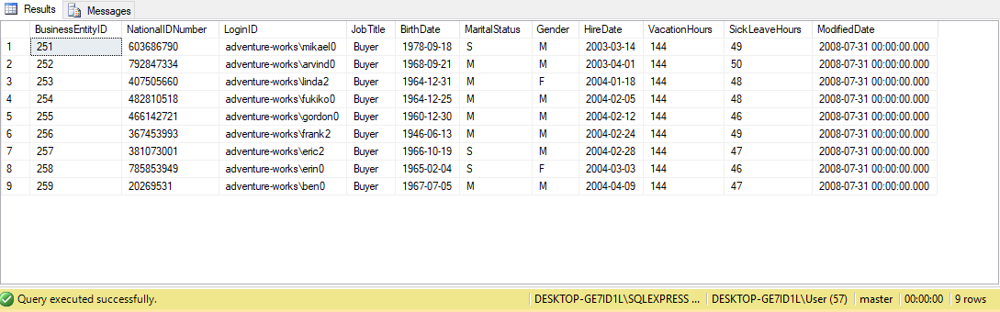 Results Messages
BusinessEntityID NationalIDNumber LoginID JobTitle BirthDate MaritalStatus Gender HireDate VacationHours SickLeaveHours ModifiedDate
1 251 603686790 adventure-works\mikael0 Buyer 1978-09-18 S M 2003-03-14 144 49 2008-07-31 00:00:00.000
2 252 792847334 adventure-works\arvind0 Buyer 1968-09-21 M M 2003-04-01 144 50 2008-07-31 00:00:00.000
3 253 407505660 adventure-works\linda2 Buyer 1964-12-31 M F 2004-01-18 144 48 2008-07-31 00:00:00.000
4 254 482810518 adventure-works\fukiko0 Buyer 1964-12-25 M M 2004-02-05 144 48 2008-07-31 00:00:00.000
5 255 466142721 adventure-works\gordon0 Buyer 1960-12-30 M M 2004-02-12 144 46 2008-07-31 00:00:00.000
6 256 367453993 adventure-works\frank2 Buyer 1946-06-13 M M 2004-02-24 144 49 2008-07-31 00:00:00.000
7 257 381073001 adventure-works\eric2 Buyer 1966-10-19 S M 2004-02-28 144 47 2008-07-31 00:00:00.000
8 258 785853949 adventure-works\erin0 Buyer 1965-02-04 S F 2004-03-03 144 46 2008-07-31 00:00:00.000
9 259 20269531 adventure-works\ben0 Buyer 1967-07-05 M M 2004-04-09 144 47 2008-07-31 00:00:00.000
Query executed successfully. DESKTOP-GE7ID1L\SQLEXPRESS ... DESKTOP-GE7ID1L\User (57) master 00:00:00 9 rows